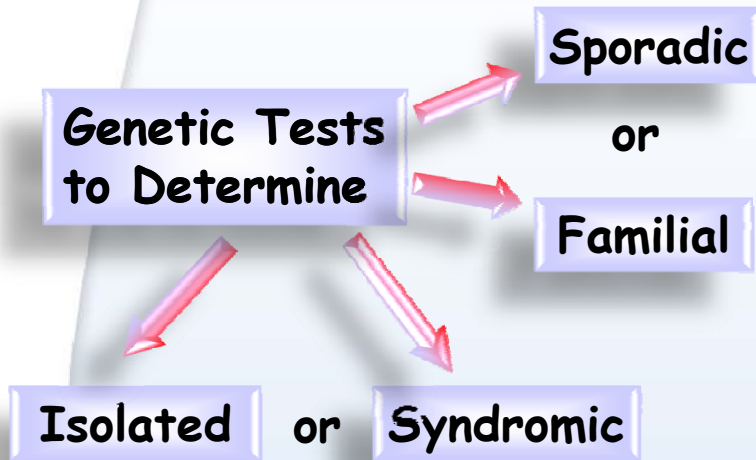 Sporadic
Genetic Tests
to Determine
or
Familial
Isolated or Syndromic